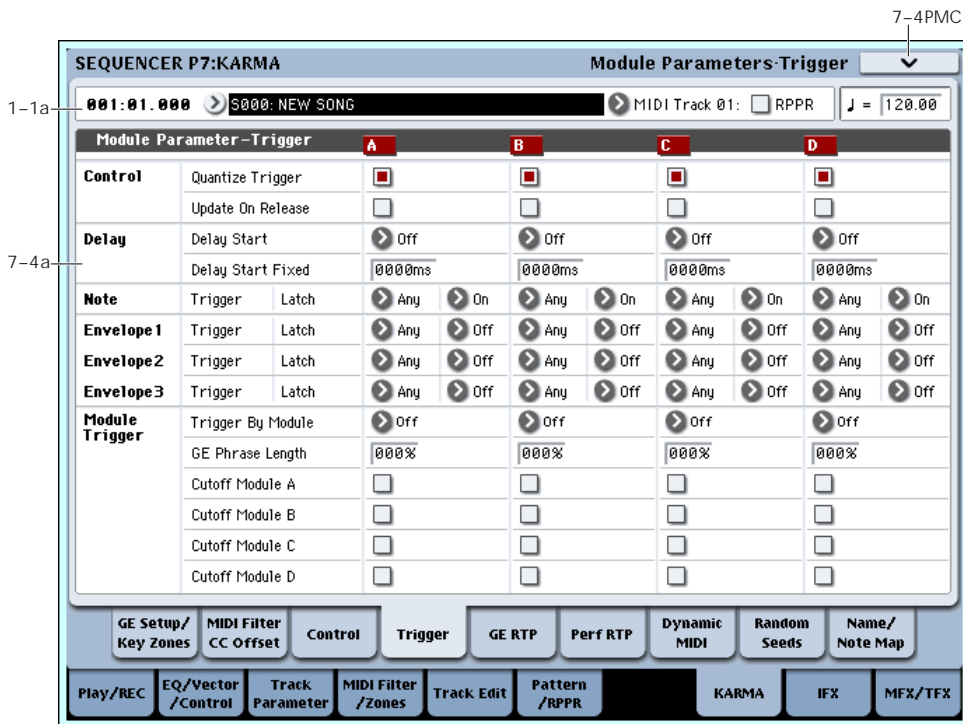 7–4PMC
SEQUENCER P7:KARMA Module Parameters-Trigger
1–1a
001:01.000 S000: NEW SONG MIDI Track 01: RPPR ♩ = 120.00
Module Parameter–Trigger A B C D
Control Quantize Trigger
Update On Release
7–4a
Delay Delay Start Off Off Off Off
Delay Start Fixed 0000ms 0000ms 0000ms 0000ms
Note Trigger Latch Any On Any On Any On Any On
Envelope1 Trigger Latch Any Off Any Off Any Off Any Off
Envelope2 Trigger Latch Any Off Any Off Any Off Any Off
Envelope3 Trigger Latch Any Off Any Off Any Off Any Off
Module Trigger Trigger By Module Off Off Off Off
GE Phrase Length 000% 000% 000% 000%
Cutoff Module A
Cutoff Module B
Cutoff Module C
Cutoff Module D
GE Setup/ Key Zones MIDI Filter CC Offset Control Trigger GE RTP Perf RTP Dynamic MIDI Random Seeds Name/ Note Map
Play/REC EQ/Vector /Control Track Parameter MIDI Filter /Zones Track Edit Pattern /RPPR KARMA IFX MFX/TFX